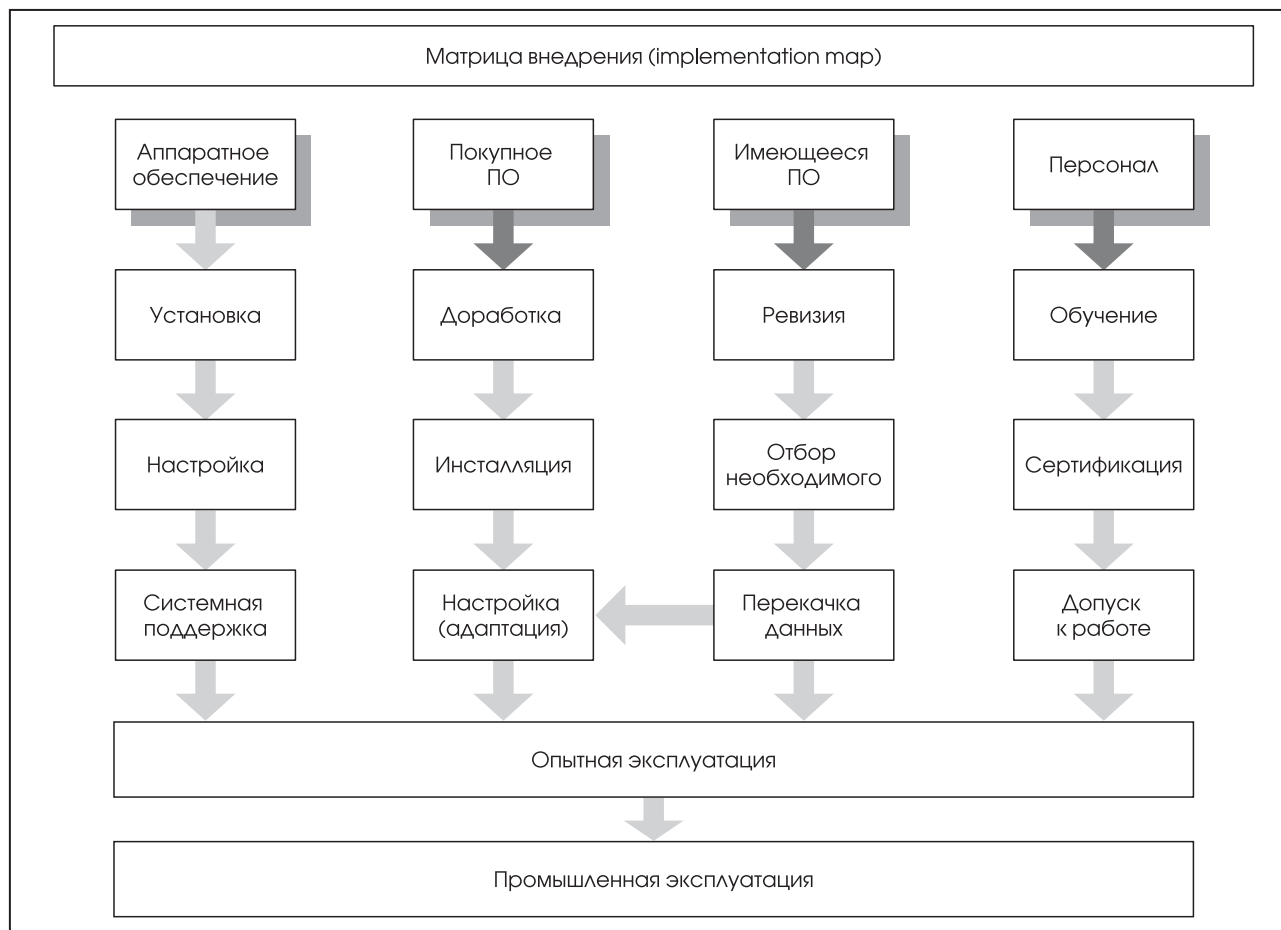 Матрица внедрения (implementation map)
Аппаратное
обеспечение
Покупное
ПО
Имеющееся
ПО
Персонал
Установка
Доработка
Ревизия
Обучение
Настройка
Инсталляция
Отбор
необходимого
Сертификация
Системная
поддержка
Настройка
(адаптация)
Перекачка
данных
Допуск
к работе
Опытная эксплуатация
Промышленная эксплуатация